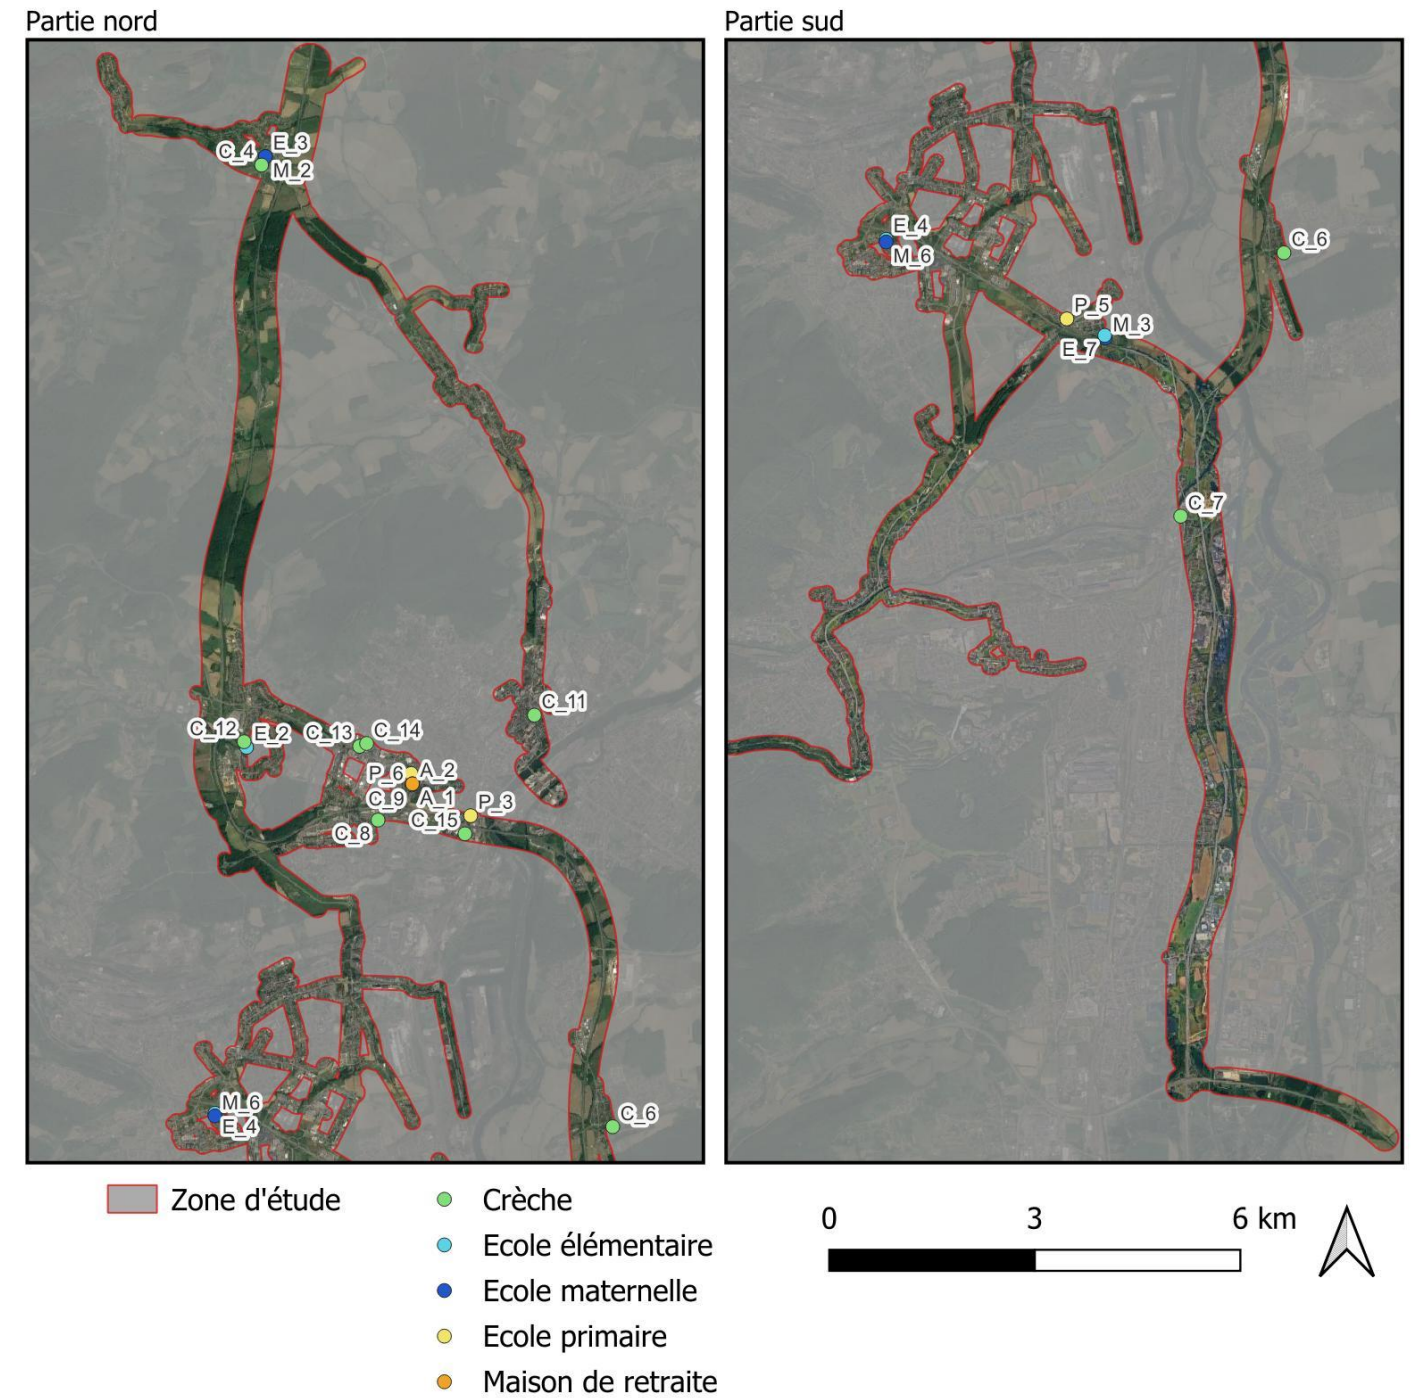 Partie nord
Partie sud
E_3
C_4
M_2
C_11
C_12
E_2
C_13
C_14
P_6
A_2
C_9
A_1
P_3
C_15
C_8
M_6
E_4
C_6
E_4
M_6
C_6
P_5
M_3
E_7
C_7
Zone d'étude
Crèche
Ecole élémentaire
Ecole maternelle
Ecole primaire
Maison de retraite
0 3 6 km